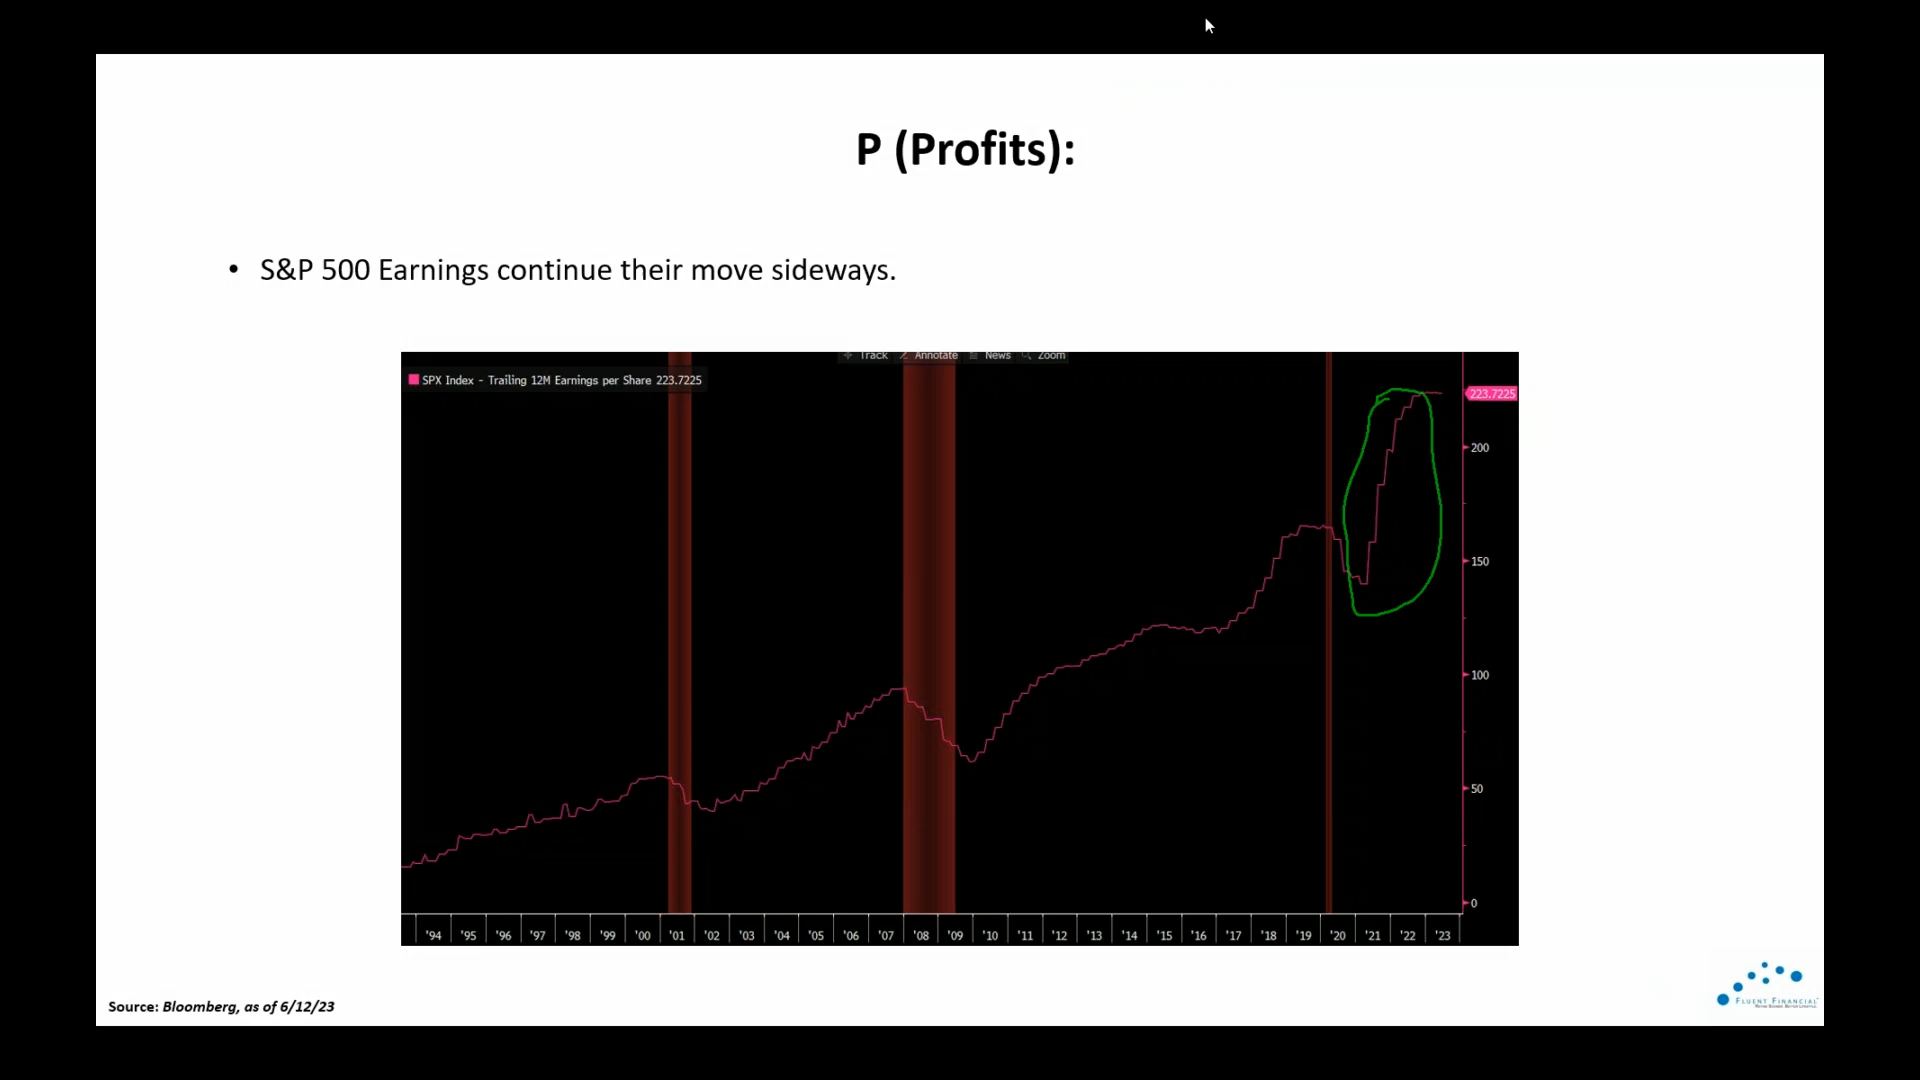 P (Profits):
• S&P 500 Earnings continue their move sideways.
Track Annotate News Zoom
SPX Index - Trailing 12M Earnings per Share 223.7225
223.7225
200
150
100
50
0
'94 '95 '96 '97 '98 '99 '00 '01 '02 '03 '04 '05 '06 '07 '08 '09 '10 '11 '12 '13 '14 '15 '16 '17 '18 '19 '20 '21 '22 '23
Source: Bloomberg, as of 6/12/23
FLUENT FINANCIAL